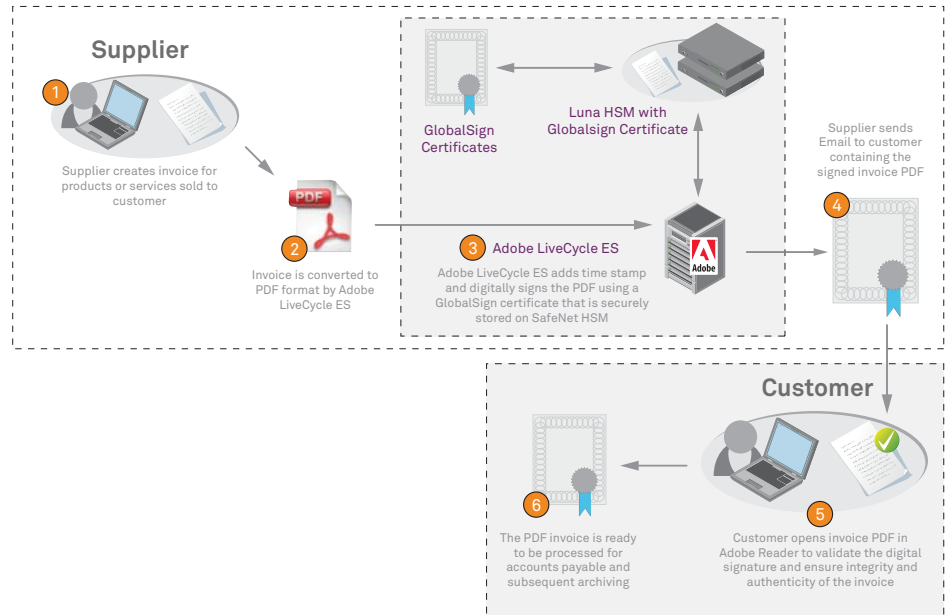 Supplier
1
Supplier creates invoice for
products or services sold to
customer
PDF
2
Invoice is converted to
PDF format by Adobe
LiveCycle ES
GlobalSign
Certificates
Luna HSM with
Globalsign Certificate
3
Adobe LiveCycle ES
Adobe LiveCycle ES adds time stamp
and digitally signs the PDF using a
GlobalSign certificate that is securely
stored on SafeNet HSM
Adobe
Supplier sends
Email to customer
containing the
signed invoice PDF
4
Customer
5
Customer opens invoice PDF in
Adobe Reader to validate the digital
signature and ensure integrity and
authenticity of the invoice
6
The PDF invoice is ready
to be processed for
accounts payable and
subsequent archiving